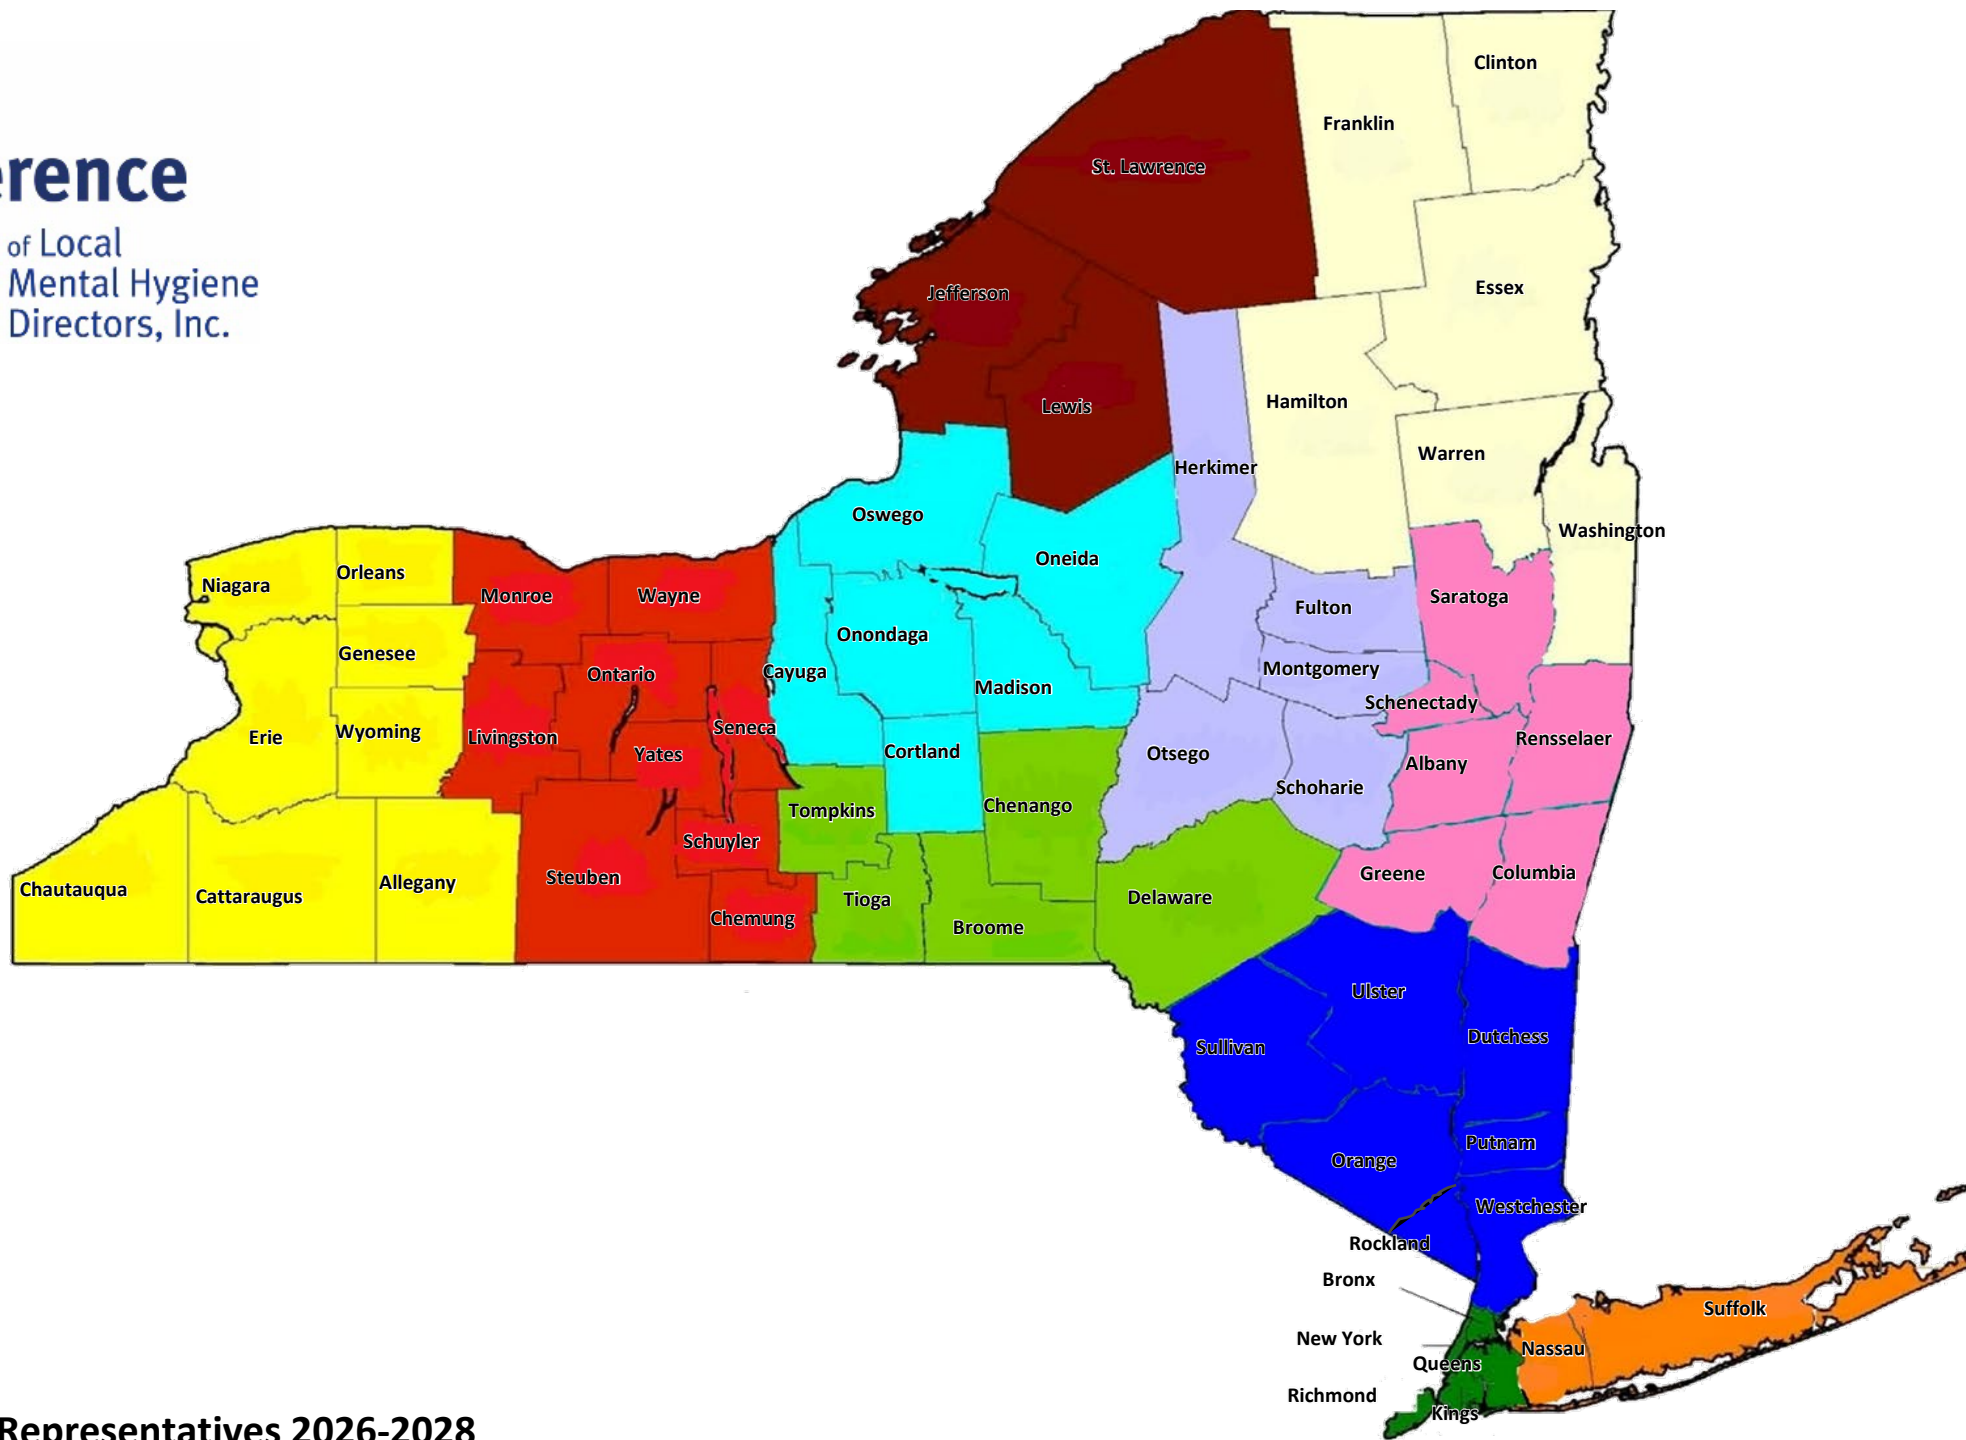 erence
of Local
Mental Hygiene
Directors, Inc.
Clinton
Franklin
St. Lawrence
Essex
Jefferson
Hamilton
Lewis
Warren
Herkimer
Oswego
Washington
Oneida
Niagara
Orleans
Monroe
Wayne
Saratoga
Fulton
Onondaga
Genesee
Montgomery
Cayuga
Ontario
Madison
Schenectady
Seneca
Wyoming
Erie
Livingston
Rensselaer
Cortland
Otsego
Yates
Albany
Schoharie
Chenango
Tompkins
Schuyler
Columbia
Greene
Steuben
Allegany
Chautauqua
Cattaraugus
Delaware
Tioga
Chemung
Broome
Ulster
Dutchess
Sullivan
Putnam
Orange
Westchester
Rockland
Bronx
Suffolk
New York
Nassau
Queens
Richmond
Kings
Representatives 2026-2028